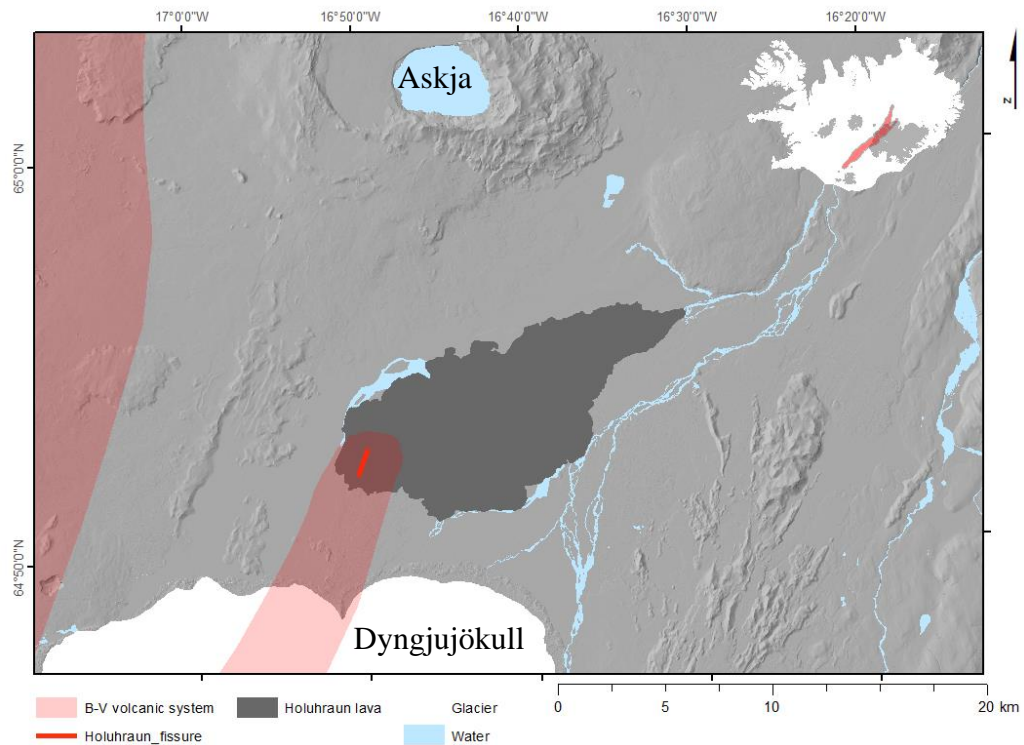 17°0'0"W 16°50'0"W 16°40'0"W 16°30'0"W 16°20'0"W
Askja
z
65°0'0"N
64°50'0"N
Dyngjujökull
B-V volcanic system Holuhraun lava Glacier
Holuhraun_fissure Water
0 5 10 20 km